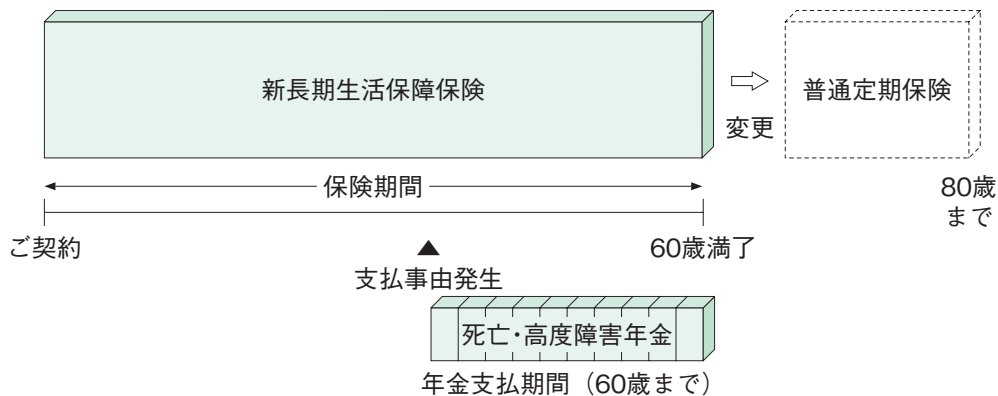 新長期生活保障保険
普通定期保険
変更
保険期間
80歳
まで
ご契約
60歳満了
支払事由発生
死亡・高度障害年金
年金支払期間（60歳まで）